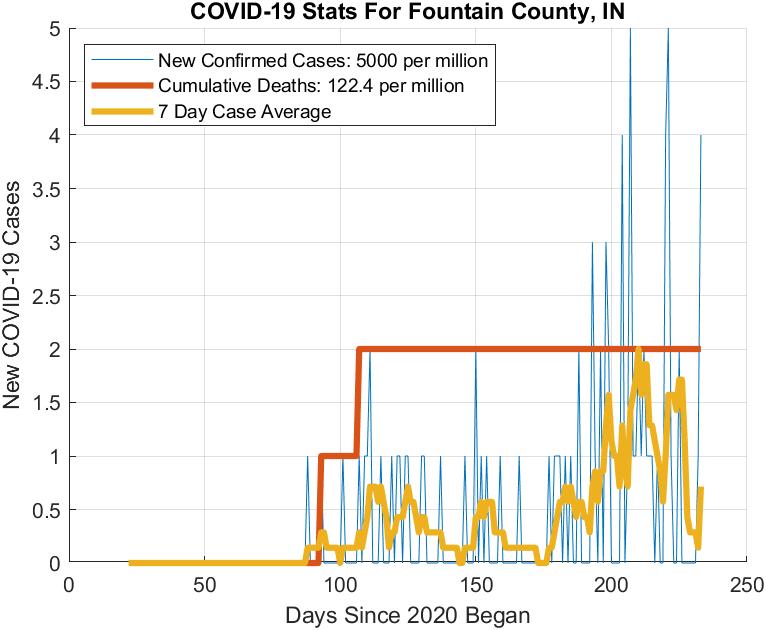 COVID-19 Stats For Fountain County, IN
New Confirmed Cases: 5000 per million
Cumulative Deaths: 122.4 per million
7 Day Case Average
New COVID-19 Cases
5
4.5
4
3.5
3
2.5
2
1.5
1
0.5
0
0 50 100 150 200 250
Days Since 2020 Began